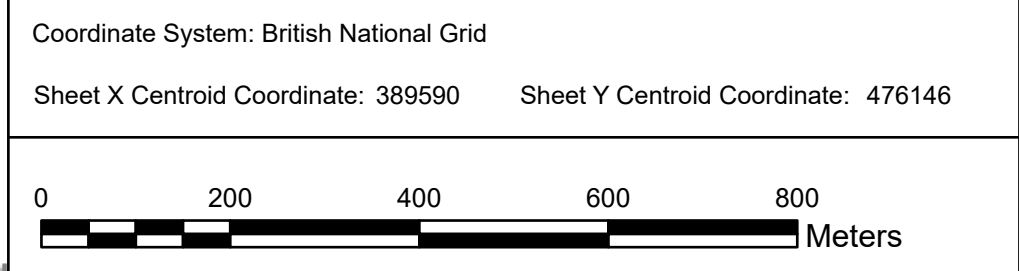 Coordinate System: British National Grid
Sheet X Centroid Coordinate: 389590 Sheet Y Centroid Coordinate: 476146
0 200 400 600 800
Meters